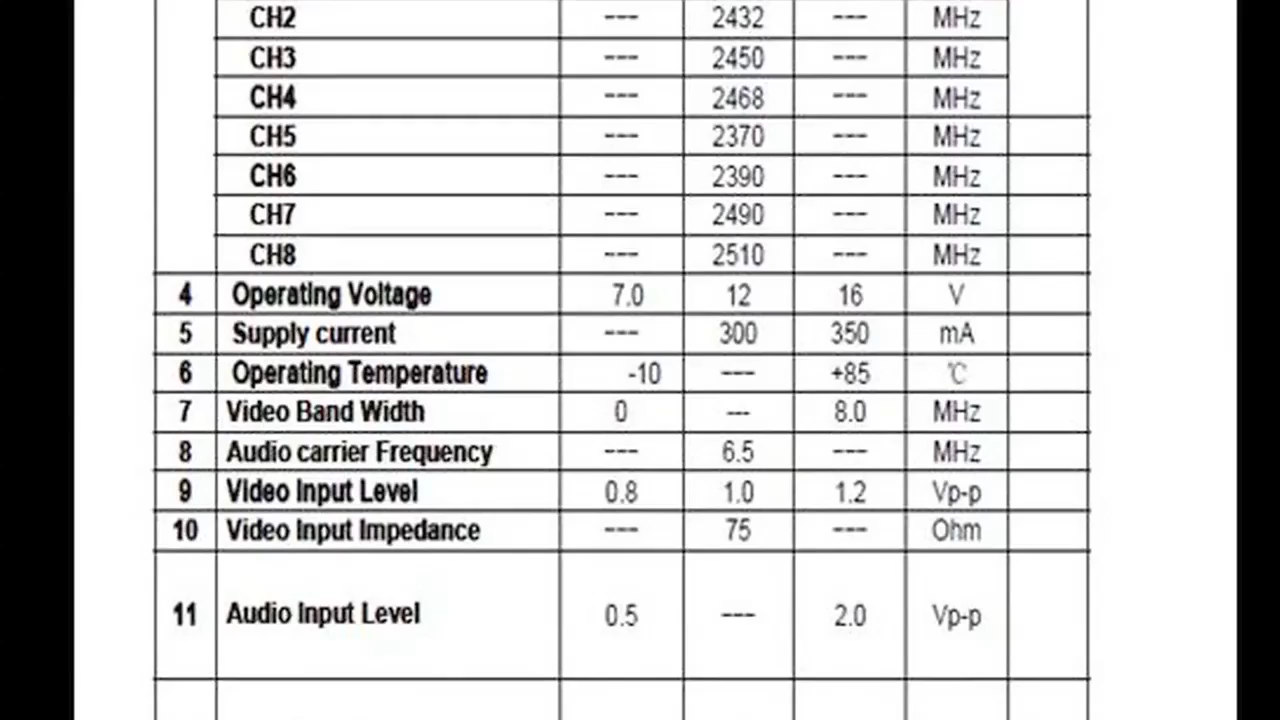 CH2 --- 2432 --- MHz
CH3 --- 2450 --- MHz
CH4 --- 2468 --- MHz
CH5 --- 2370 --- MHz
CH6 --- 2390 --- MHz
CH7 --- 2490 --- MHz
CH8 --- 2510 --- MHz
4 Operating Voltage 7.0 12 16 V
5 Supply current --- 300 350 mA
6 Operating Temperature -10 --- +85 ℃
7 Video Band Width 0 --- 8.0 MHz
8 Audio carrier Frequency --- 6.5 --- MHz
9 Video Input Level 0.8 1.0 1.2 Vp-p
10 Video Input Impedance --- 75 --- Ohm
11 Audio Input Level 0.5 --- 2.0 Vp-p